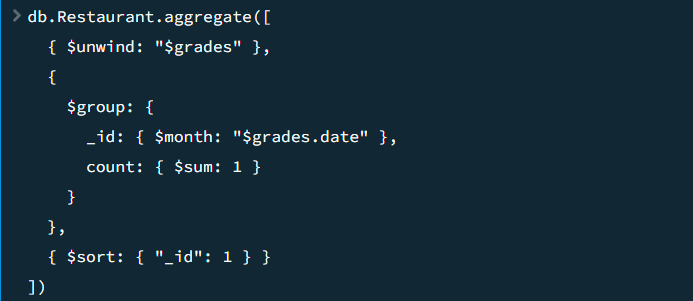 > db.Restaurant.aggregate([
    { $unwind: "$grades" },
    {
      $group: {
        _id: { $month: "$grades.date" },
        count: { $sum: 1 }
      }
    },
    { $sort: { "_id": 1 } }
  ])